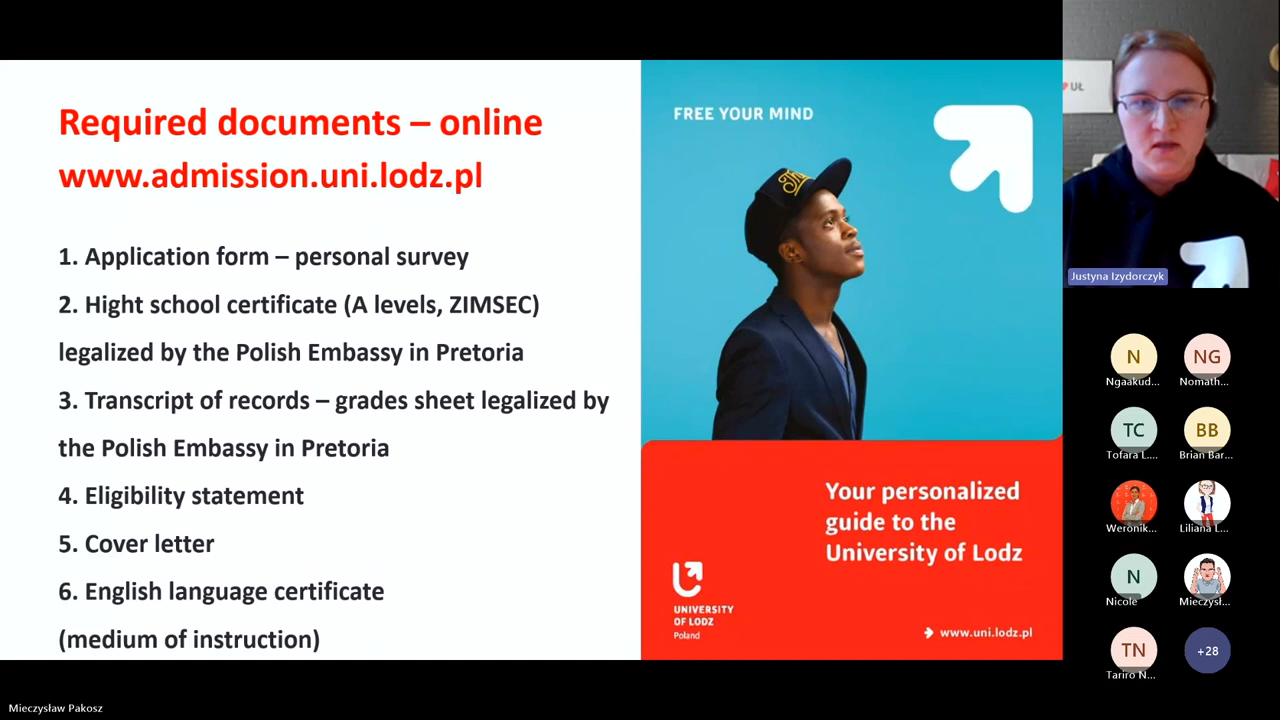 Required documents – online
www.admission.uni.lodz.pl
1. Application form – personal survey
2. Hight school certificate (A levels, ZIMSEC)
legalized by the Polish Embassy in Pretoria
3. Transcript of records – grades sheet legalized by
the Polish Embassy in Pretoria
4. Eligibility statement
5. Cover letter
6. English language certificate
(medium of instruction)
FREE YOUR MIND
Your personalized
guide to the
University of Lodz
UNIVERSITY
OF LODZ
Poland
www.uni.lodz.pl
UŁ
Justyna Izydorczyk
N
NG
Ngaakud...
Nomath...
TC
BB
Tofara L....
Brian Bar...
Weronik...
Liliana L...
N
Nicole
Mieczysł...
TN
+28
Tariro N...
Mieczysław Pakosz